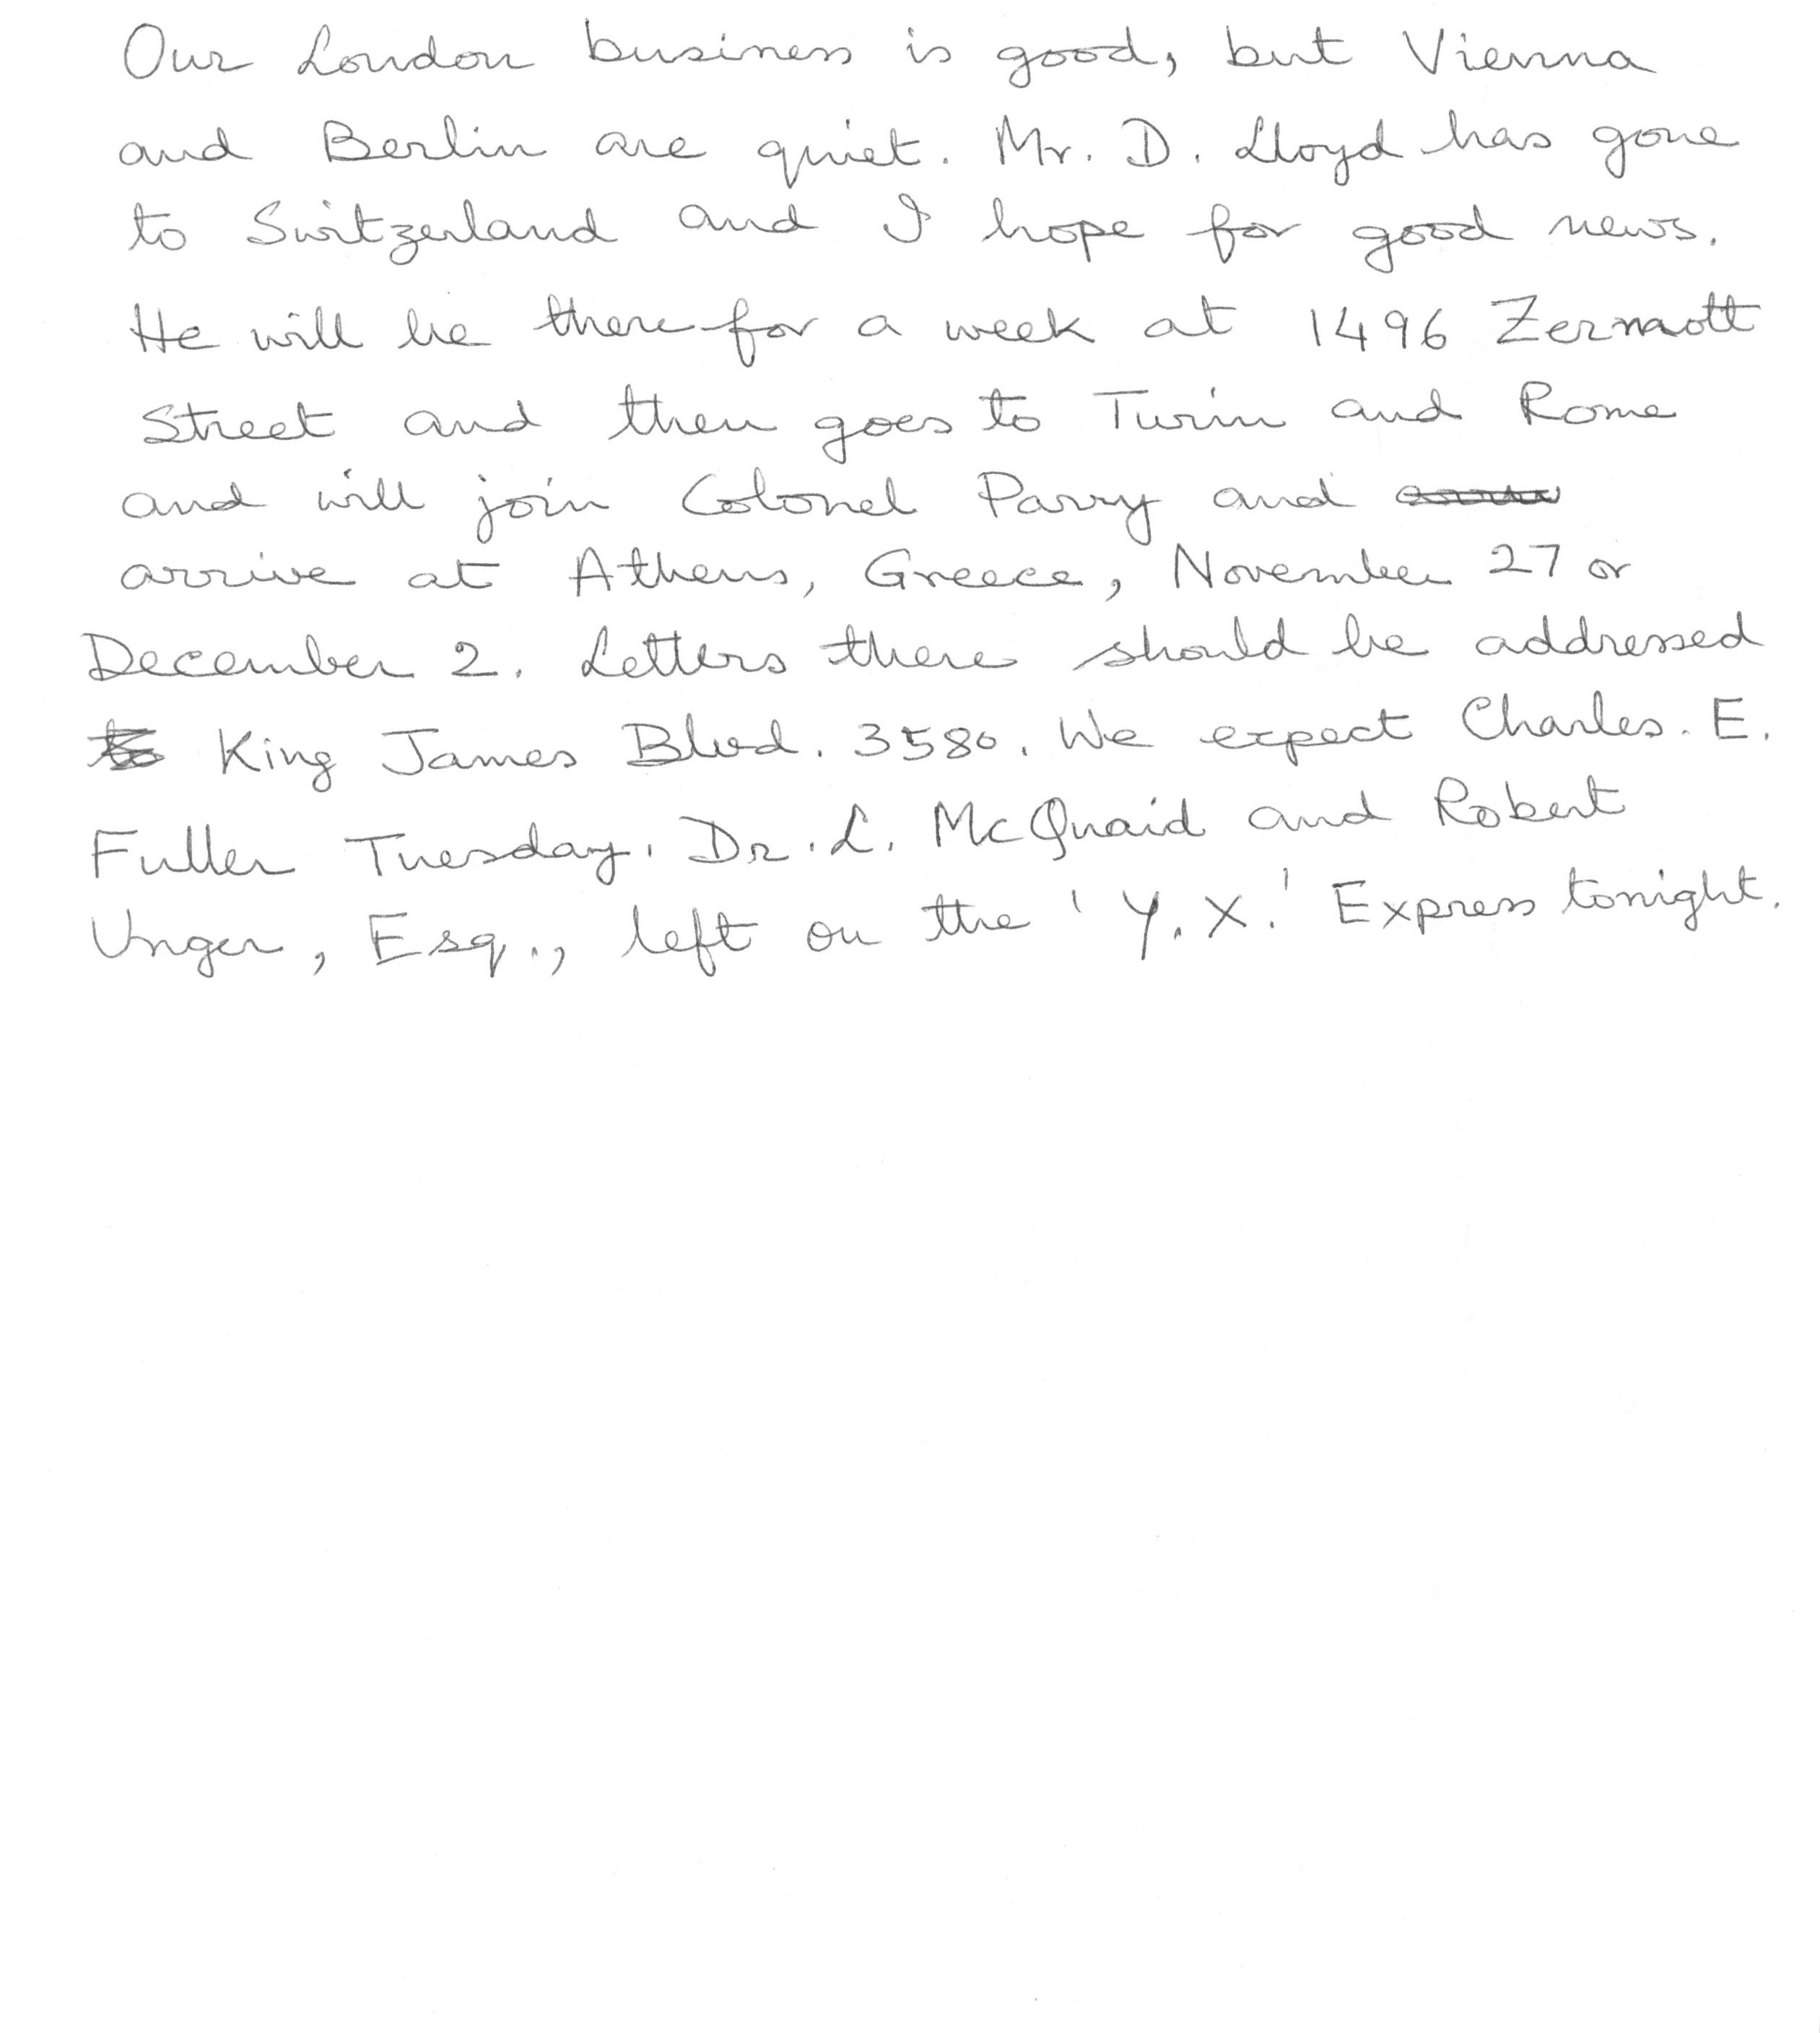 Our London business is good, but Vienna
and Berlin are quiet. Mr. D. Lloyd has gone
to Switzerland and I hope for good news.
He will be there for a week at 1496 Zermott
Street and then goes to Turin and Rome
and will join Colonel Parry and
arrive at Athens, Greece, November 27 or
December 2. Letters there should be addressed
to King James Blvd. 3580. We expect Charles. E.
Fuller Tuesday. Dr. L. McQuaid and Robert
Unger, Esq., left on the 'Y.X.' Express tonight.